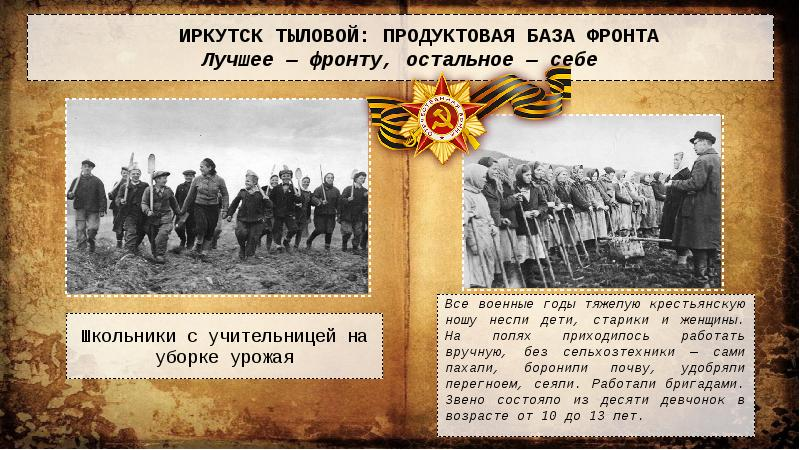 ИРКУТСК ТЫЛОВОЙ: ПРОДУКТОВАЯ БАЗА ФРОНТА
Лучшее — фронту, остальное — себе
ОТЕЧЕСТВЕННАЯ ВОЙНА
Школьники с учительницей на
уборке урожая
Все военные годы тяжелую крестьянскую
ношу несли дети, старики и женщины.
На полях приходилось работать
вручную, без сельхозтехники — сами
пахали, боронили почву, удобряли
перегноем, сеяли. Работали бригадами.
Звено состояло из десяти девчонок в
возрасте от 10 до 13 лет.